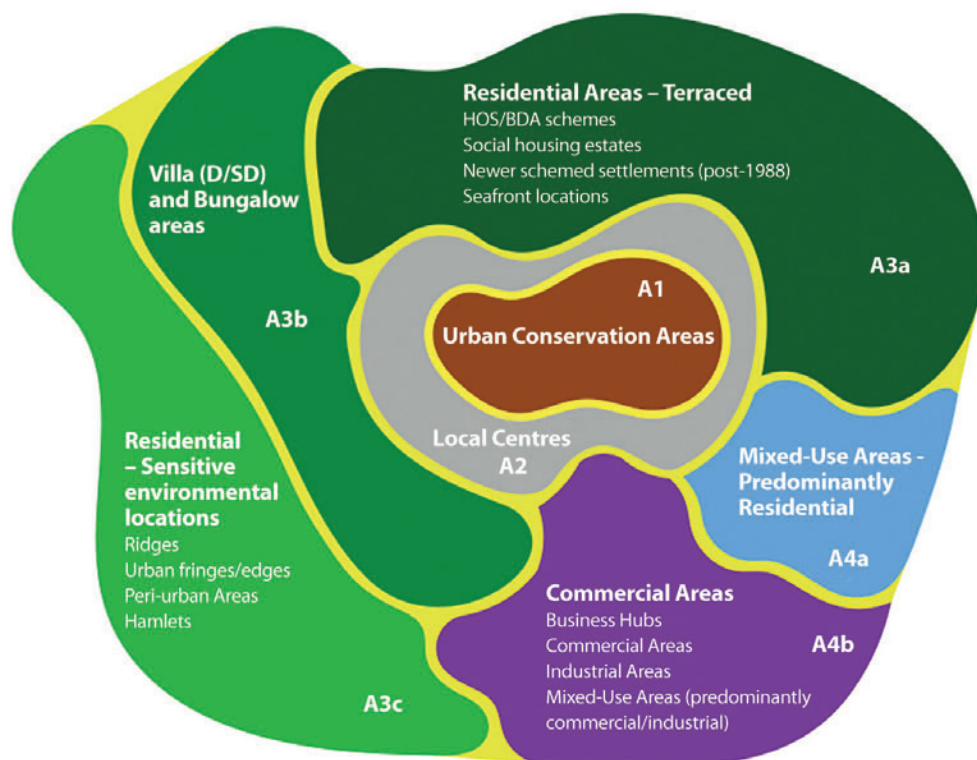 Residential Areas – Terraced
HOS/BDA schemes
Social housing estates
Newer schemed settlements (post-1988)
Seafront locations
A3a
Villa (D/SD)
and Bungalow
areas
A3b
A1
Urban Conservation Areas
Local Centres
A2
Mixed-Use Areas -
Predominantly
Residential
A4a
Residential
– Sensitive
environmental
locations
Ridges
Urban fringes/edges
Peri-urban Areas
Hamlets
A3c
Commercial Areas
Business Hubs
Commercial Areas
Industrial Areas
Mixed-Use Areas (predominantly
commercial/industrial)
A4b